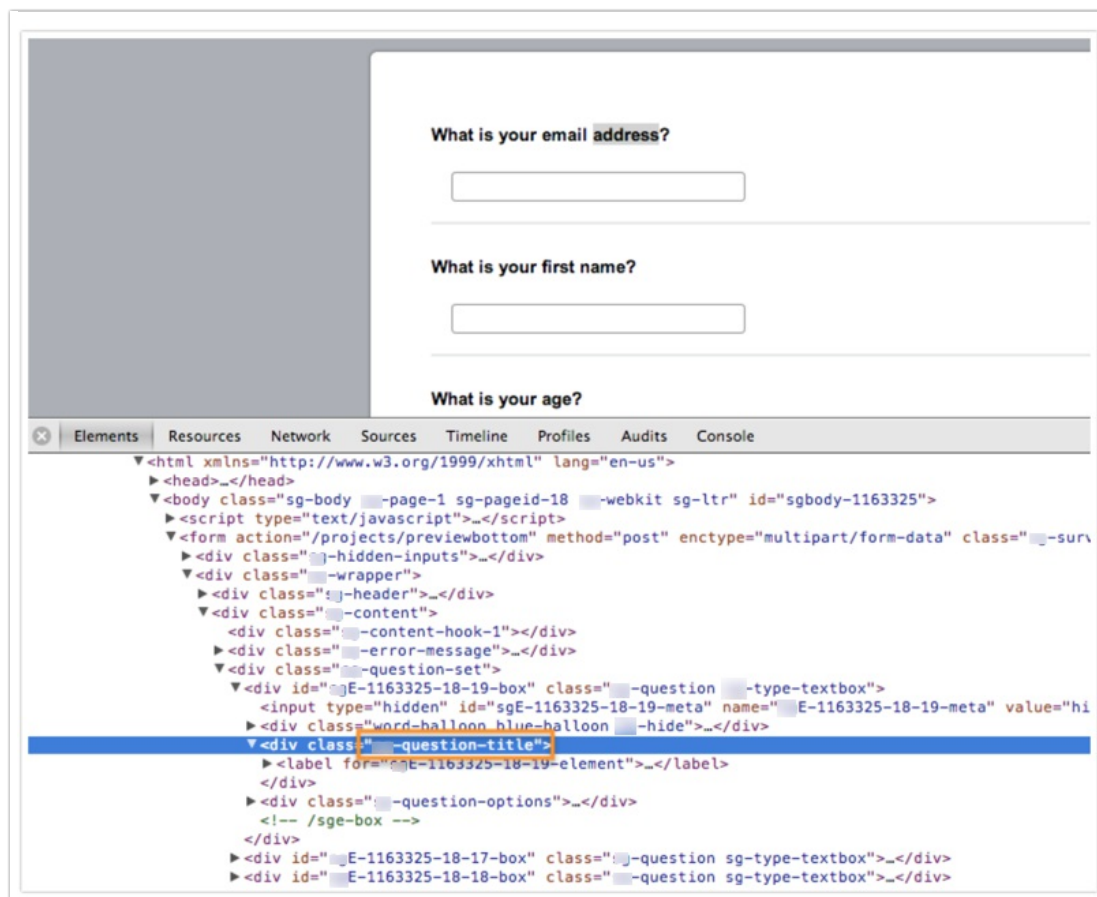 What is your email address?
What is your first name?
What is your age?
Elements Resources Network Sources Timeline Profiles Audits Console
▼<html xmlns="http://www.w3.org/1999/xhtml" lang="en-us">
▶<head>…</head>
▼<body class="sg-body -page-1 sg-pageid-18 -webkit sg-ltr" id="sgbody-1163325">
▶<script type="text/javascript">…</script>
▼<form action="/projects/previewbottom" method="post" enctype="multipart/form-data" class=" -surv
▶<div class=" -hidden-inputs">…</div>
▼<div class=" -wrapper">
▶<div class=" -header">…</div>
▼<div class=" -content">
<div class=" -content-hook-1"></div>
▶<div class=" -error-message">…</div>
▼<div class=" -question-set">
▼<div id=" E-1163325-18-19-box" class=" -question -type-textbox">
<input type="hidden" id="sgE-1163325-18-19-meta" name=" E-1163325-18-19-meta" value="hi
▶<div class="word-balloon blue-balloon -hide">…</div>
▼<div class=" -question-title">
▶<label for="sgE-1163325-18-19-element">…</label>
</div>
▶<div class=" -question-options">…</div>
<!-- /sge-box -->
</div>
▶<div id=" E-1163325-18-17-box" class=" -question sg-type-textbox">…</div>
▶<div id=" E-1163325-18-18-box" class=" -question sg-type-textbox">…</div>